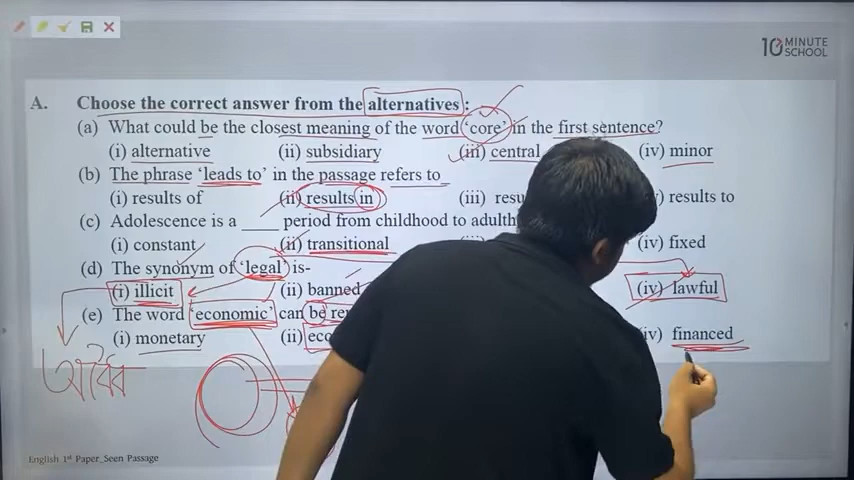 10 MINUTE SCHOOL
A. Choose the correct answer from the alternatives :
(a) What could be the closest meaning of the word 'core' in the first sentence?
(i) alternative (ii) subsidiary (iii) central (iv) minor
(b) The phrase 'leads to' in the passage refers to
(i) results of (ii) results in (iii) resu (iv) results to
(c) Adolescence is a ____ period from childhood to adulth
(i) constant (ii) transitional (iv) fixed
(d) The synonym of 'legal' is-
(i) illicit (ii) banned (iv) lawful
(e) The word 'economic' can be
(i) monetary (ii) eco (iv) financed
অবৈধ
English 1st Paper_Seen Passage